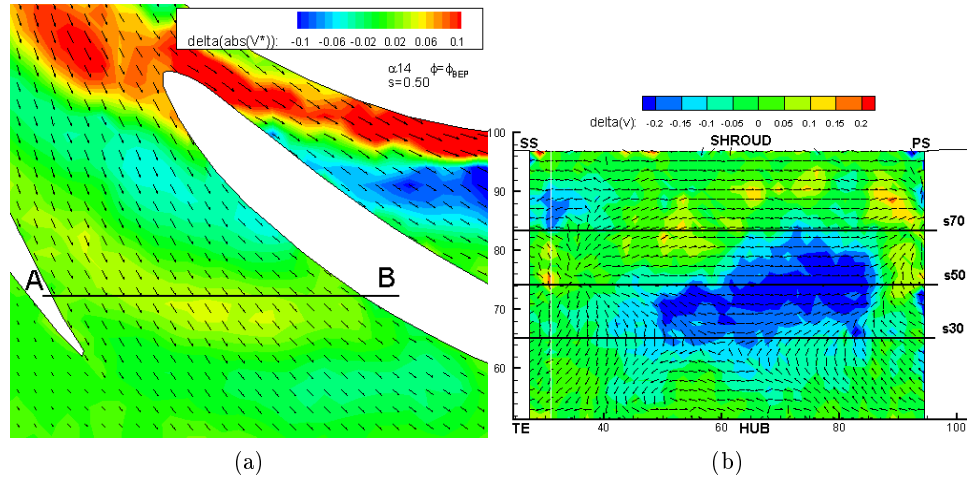 -0.1 -0.06 -0.02 0.02 0.06 0.1
delta(abs(V*)):
α14 ϕ=ϕBEP
s=0.50
A
B
(a)
-0.2 -0.15 -0.1 -0.05 0 0.05 0.1 0.15 0.2
delta(v):
SS
SHROUD
PS
100
90
80
70
60
s70
s50
s30
TE
40
60
HUB
80
100
(b)